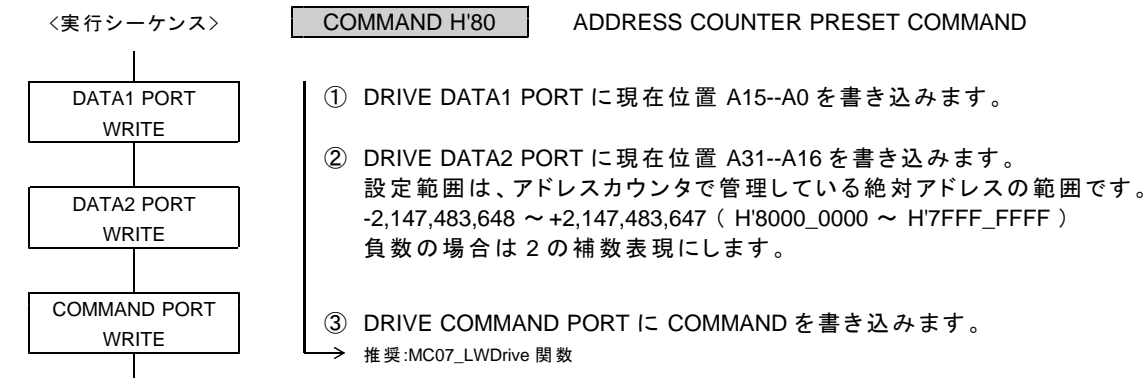 <実行シーケンス>
COMMAND H'80
ADDRESS COUNTER PRESET COMMAND
DATA1 PORT
WRITE
DATA2 PORT
WRITE
COMMAND PORT
WRITE
① DRIVE DATA1 PORT に現在位置 A15--A0 を書き込みます。
② DRIVE DATA2 PORT に現在位置 A31--A16 を書き込みます。
設定範囲は、アドレスカウンタで管理している絶対アドレスの範囲です。
-2,147,483,648 ～ +2,147,483,647 ( H'8000_0000 ～ H'7FFF_FFFF )
負数の場合は 2 の補数表現にします。
③ DRIVE COMMAND PORT に COMMAND を書き込みます。
推奨:MC07_LWDrive 関数